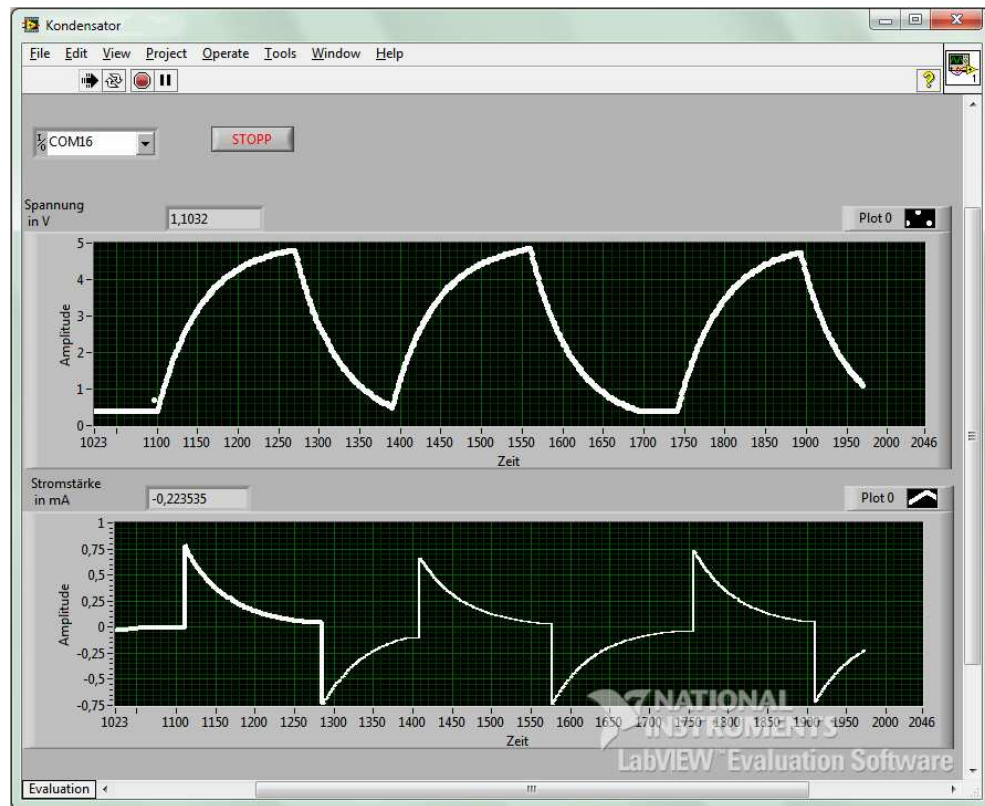 Kondensator
File Edit View Project Operate Tools Window Help
1
I/O COM16
STOPP
Spannung
in V
1,1032
Plot 0
5
4
3
2
1
0
Amplitude
1023 1100 1150 1200 1250 1300 1350 1400 1450 1500 1550 1600 1650 1700 1750 1800 1850 1900 1950 2000 2046
Zeit
Stromstärke
in mA
-0,223535
Plot 0
1
0,75
0,5
0,25
0
-0,25
-0,5
-0,75
Amplitude
1023 1100 1150 1200 1250 1300 1350 1400 1450 1500 1550 1600 1650 1700 1750 1800 1850 1900 1950 2000 2046
Zeit
NATIONAL
INSTRUMENTS
LabVIEW™ Evaluation Software
Evaluation